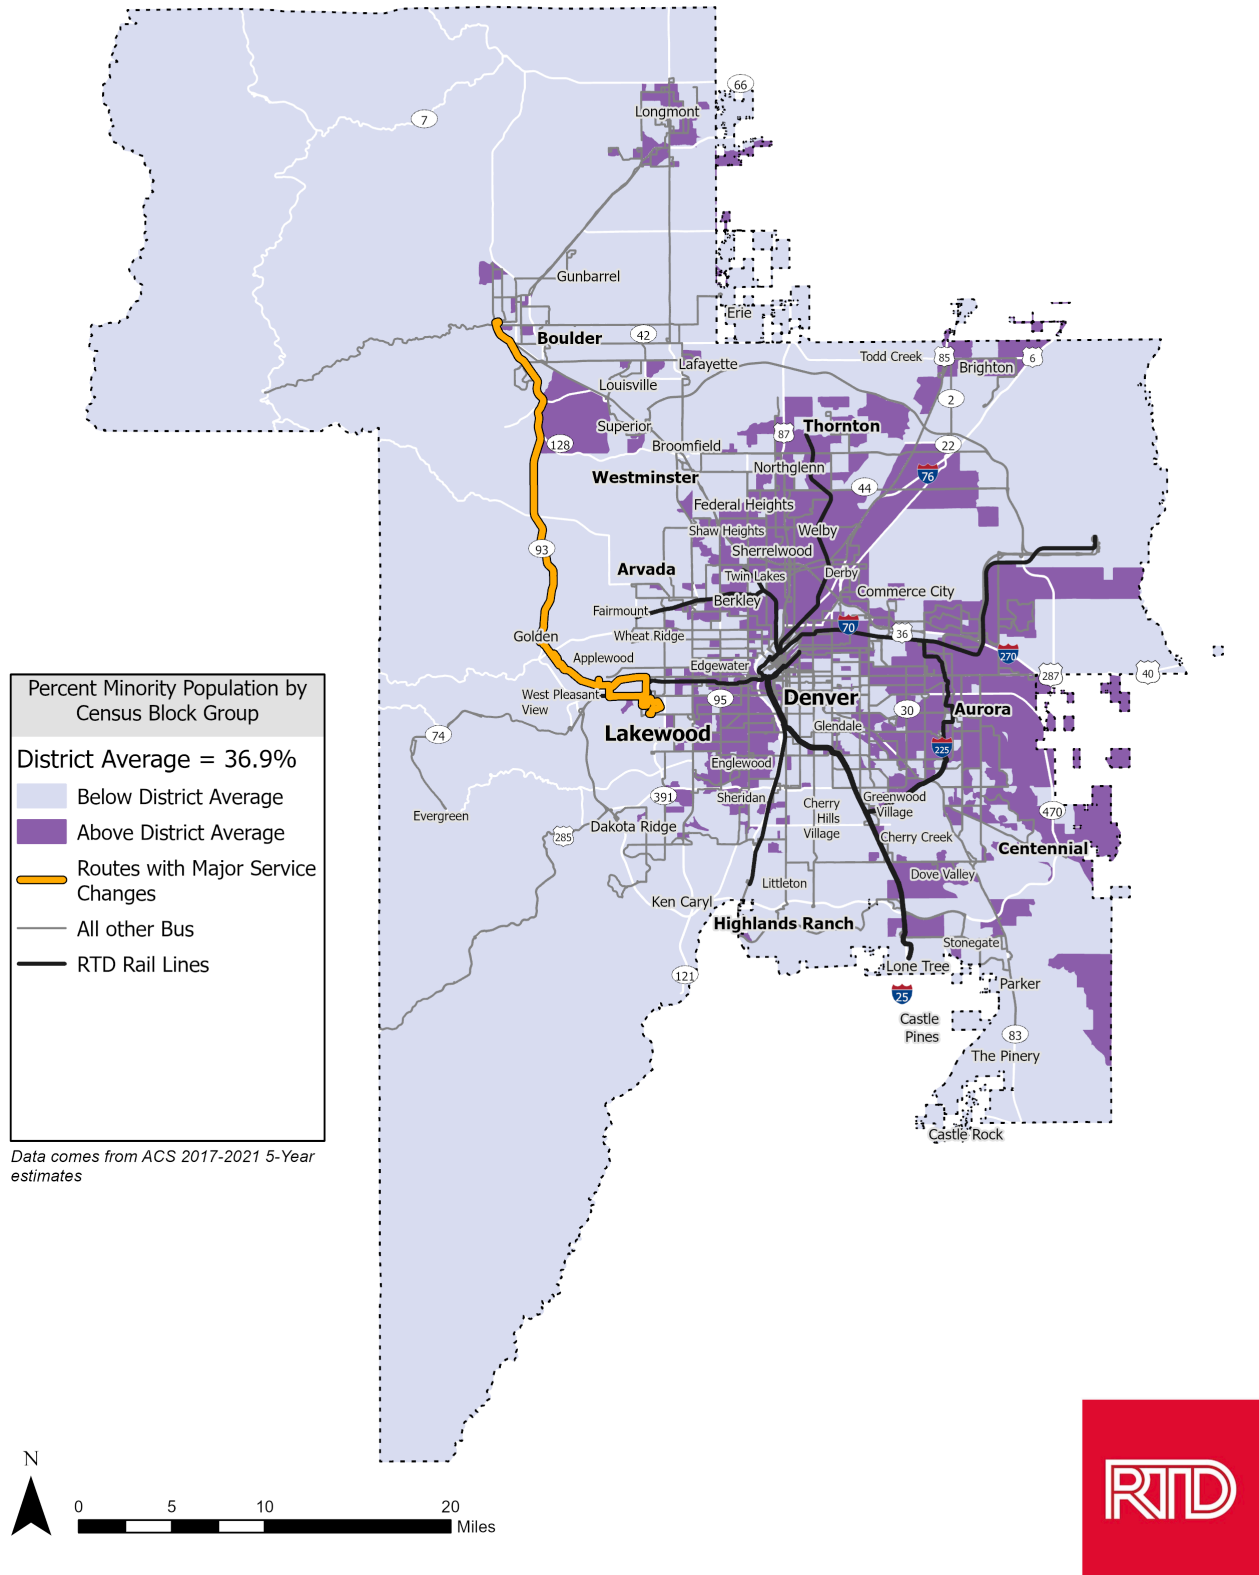 66
7
Longmont
Gunbarrel
Erie
Boulder
42
Todd Creek
85
6
Lafayette
Brighton
Louisville
2
Superior
Thornton
87
128
Broomfield
22
Westminster
Northglenn
76
44
Federal Heights
Shaw Heights
Welby
93
Sherrelwood
Arvada
Twin Lakes
Derby
Commerce City
Berkley
Fairmount
70
36
Golden
Wheat Ridge
Applewood
Edgewater
270
287
40
West Pleasant
View
95
Denver
30
Aurora
Glendale
Lakewood
74
225
Englewood
391
Sheridan
Greenwood
Village
Cherry
Hills
Village
470
Evergreen
Dakota Ridge
285
Cherry Creek
Centennial
Dove Valley
Littleton
Ken Caryl
Highlands Ranch
Stonegate
Lone Tree
121
Parker
25
Castle
Pines
83
The Pinery
Castle Rock
Percent Minority Population by
Census Block Group
District Average = 36.9%
Below District Average
Above District Average
Routes with Major Service
Changes
All other Bus
RTD Rail Lines
Data comes from ACS 2017-2021 5-Year
estimates
N
0 5 10 20
Miles
RTD